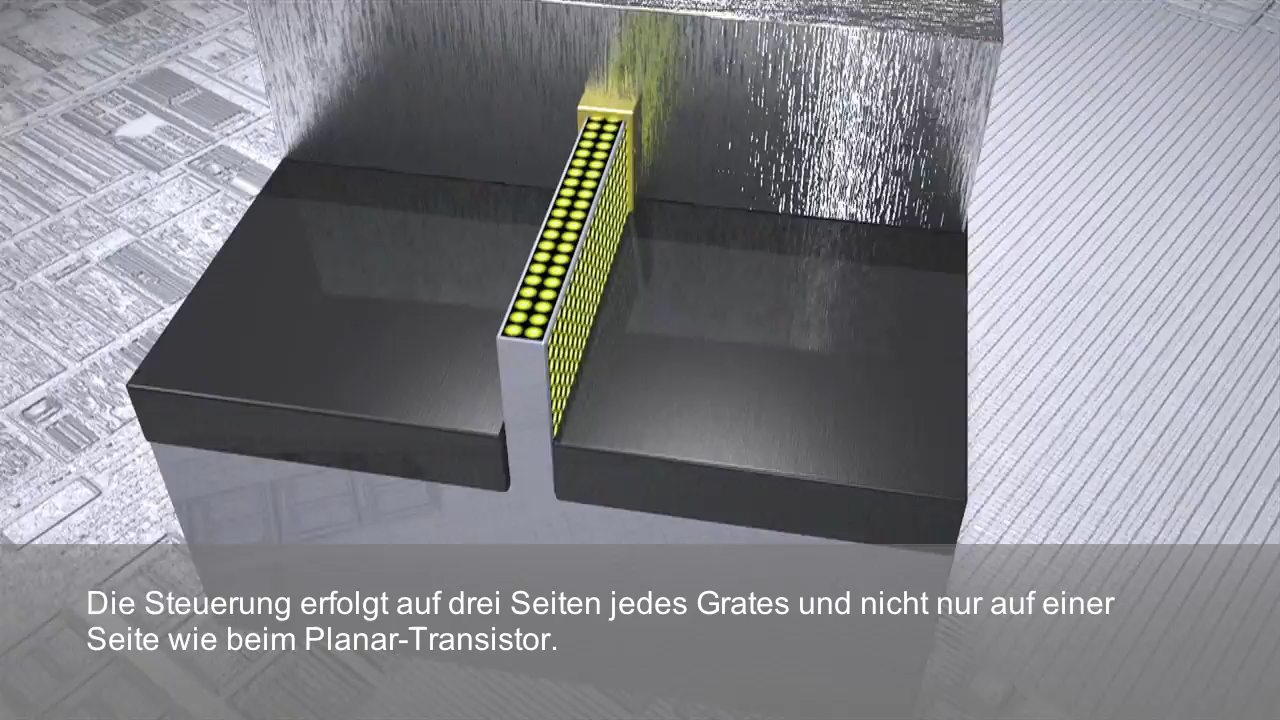 Die Steuerung erfolgt auf drei Seiten jedes Grates und nicht nur auf einer
Seite wie beim Planar-Transistor.